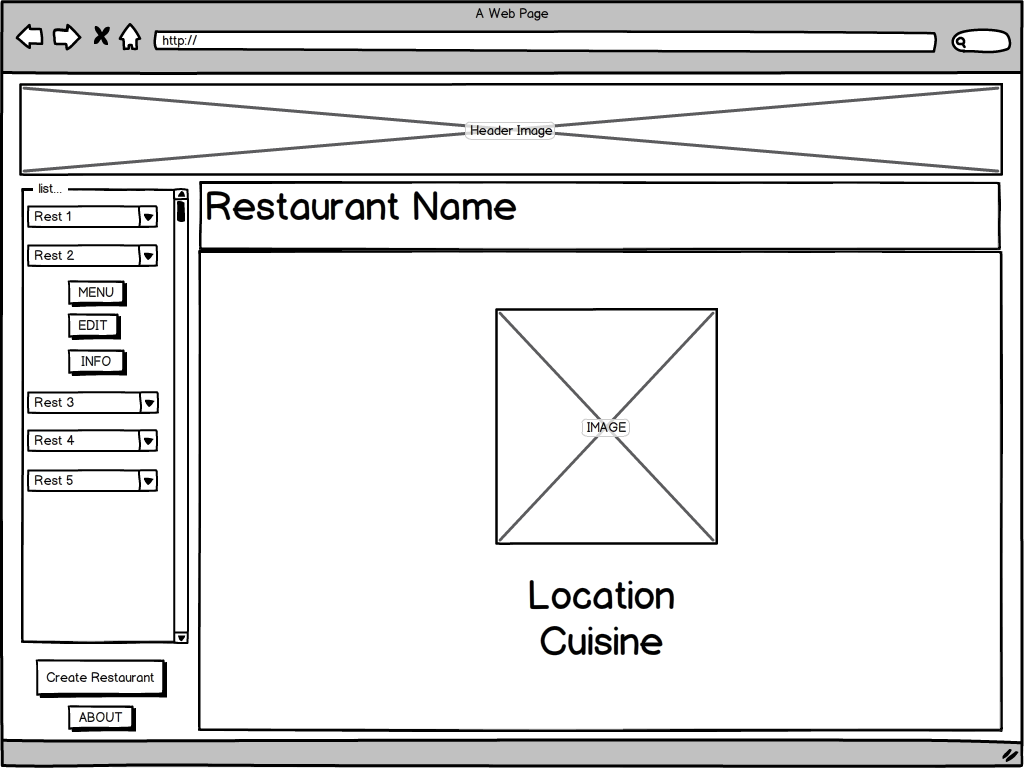 A Web Page
http://
Header Image
list...
Rest 1
Rest 2
MENU
EDIT
INFO
Rest 3
Rest 4
Rest 5
Create Restaurant
ABOUT
Restaurant Name
IMAGE
Location
Cuisine